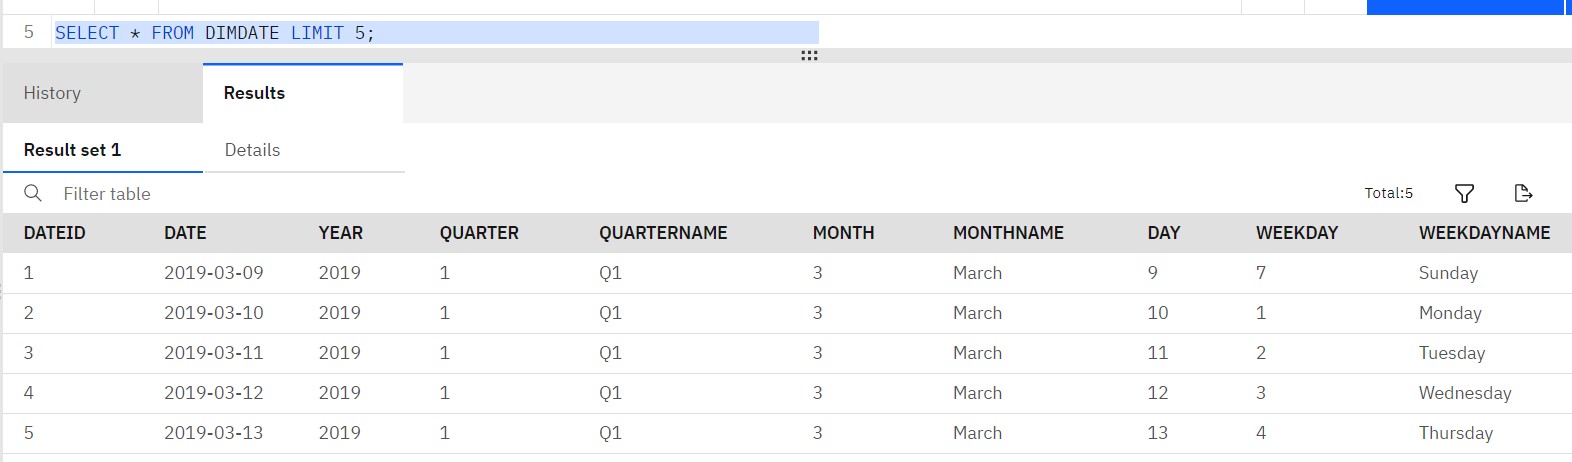 5 SELECT * FROM DIMDATE LIMIT 5;
History Results
Result set 1 Details
Filter table Total:5
DATEID DATE YEAR QUARTER QUARTERNAME MONTH MONTHNAME DAY WEEKDAY WEEKDAYNAME
1 2019-03-09 2019 1 Q1 3 March 9 7 Sunday
2 2019-03-10 2019 1 Q1 3 March 10 1 Monday
3 2019-03-11 2019 1 Q1 3 March 11 2 Tuesday
4 2019-03-12 2019 1 Q1 3 March 12 3 Wednesday
5 2019-03-13 2019 1 Q1 3 March 13 4 Thursday